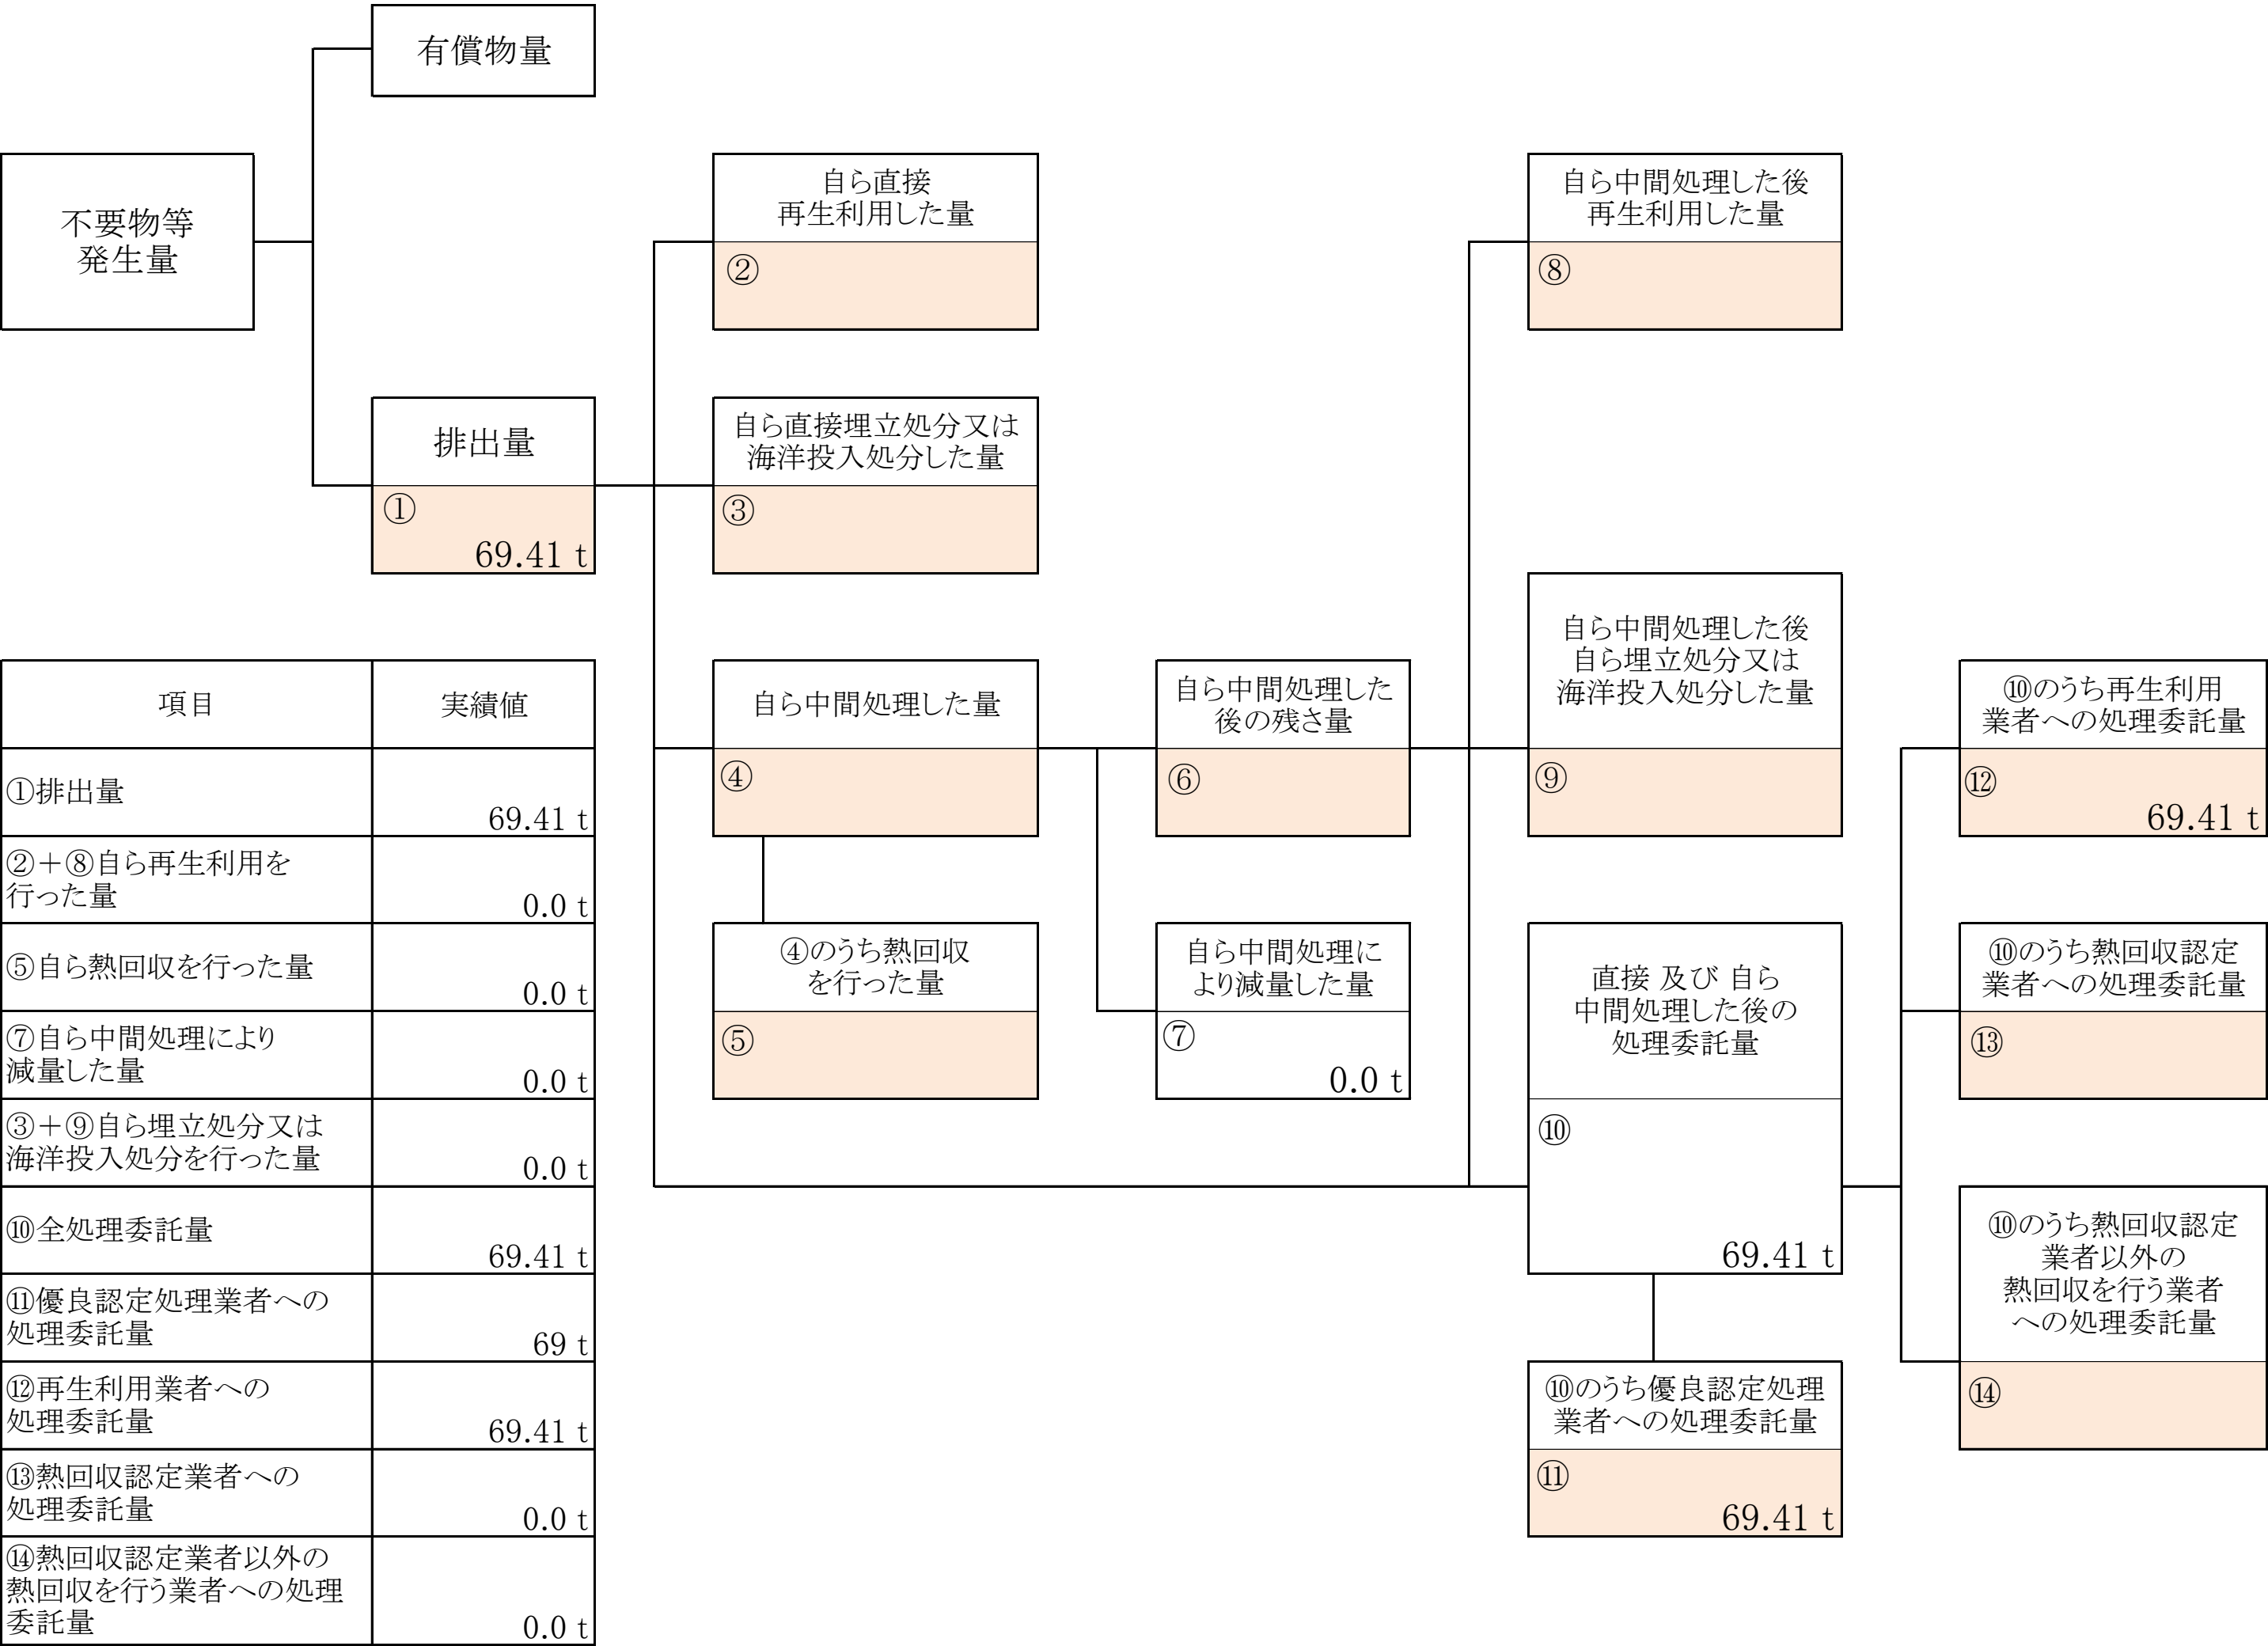 有償物量
不要物等
発生量
排出量
①
69.41 t
自ら直接
再生利用した量
②
自ら直接埋立処分又は
海洋投入処分した量
③
自ら中間処理した量
④
④のうち熱回収
を行った量
⑤
自ら中間処理した
後の残さ量
⑥
自ら中間処理に
より減量した量
⑦
0.0 t
自ら中間処理した後
再生利用した量
⑧
自ら中間処理した後
自ら埋立処分又は
海洋投入処分した量
⑨
直接 及び 自ら
中間処理した後の
処理委託量
⑩
69.41 t
⑩のうち優良認定処理
業者への処理委託量
⑪
69.41 t
⑩のうち再生利用
業者への処理委託量
⑫
69.41 t
⑩のうち熱回収認定
業者への処理委託量
⑬
⑩のうち熱回収認定
業者以外の
熱回収を行う業者
への処理委託量
⑭
項目
実績値
①排出量
69.41 t
②＋⑧自ら再生利用を
行った量
0.0 t
⑤自ら熱回収を行った量
0.0 t
⑦自ら中間処理により
減量した量
0.0 t
③＋⑨自ら埋立処分又は
海洋投入処分を行った量
0.0 t
⑩全処理委託量
69.41 t
⑪優良認定処理業者への
処理委託量
69 t
⑫再生利用業者への
処理委託量
69.41 t
⑬熱回収認定業者への
処理委託量
0.0 t
⑭熱回収認定業者以外の
熱回収を行う業者への処理
委託量
0.0 t